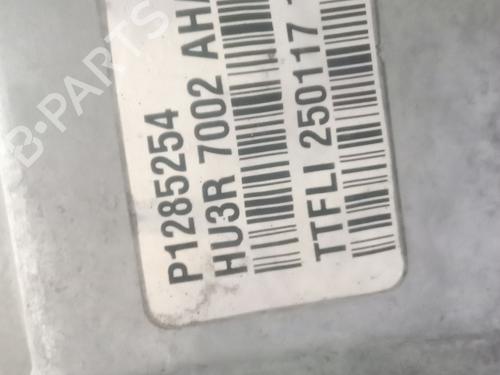 B-PARTS
P1285254
HU3R 7002 AH
TTFLI 250117